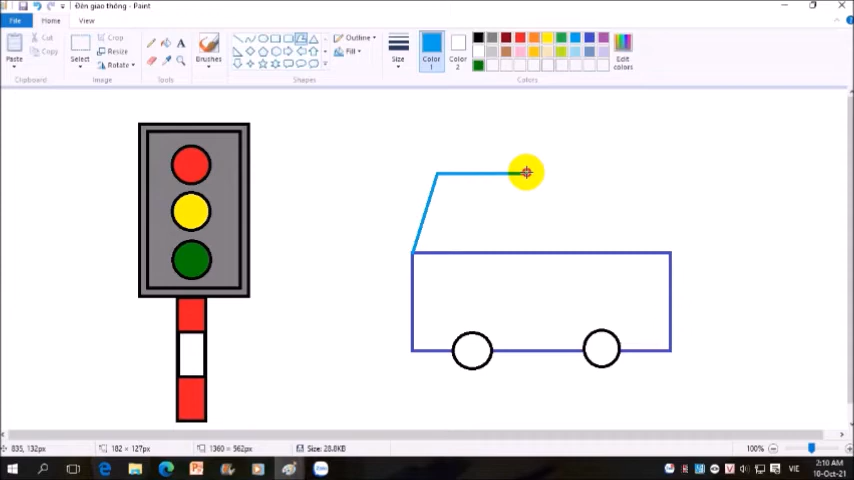 Đèn giao thông - Paint
File Home View
Cut
Copy
Paste
Clipboard
Crop
Resize
Rotate
Select
Image
A
Tools
Brushes
Outline
Fill
Shapes
Size
Color 1
Color 2
Edit colors
Colors
835, 132px
182 × 127px
1360 × 562px
Size: 28.8KB
100%
VIE
2:10 AM
10-Oct-21